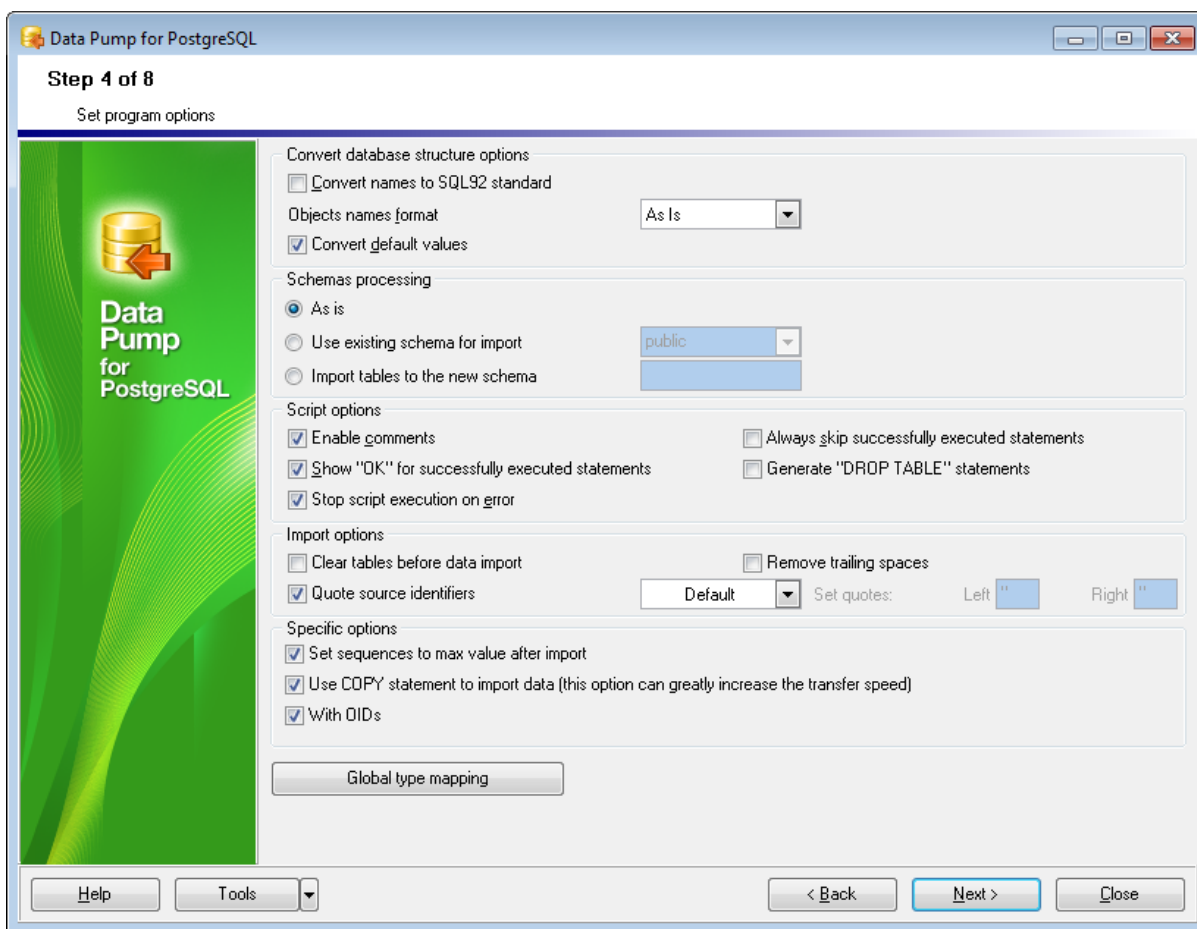 Data Pump for PostgreSQL
Step 4 of 8
Set program options
Data
Pump
for
PostgreSQL
Convert database structure options
Convert names to SQL92 standard
Objects names format As Is
Convert default values
Schemas processing
As is
Use existing schema for import public
Import tables to the new schema
Script options
Enable comments Always skip successfully executed statements
Show "OK" for successfully executed statements Generate "DROP TABLE" statements
Stop script execution on error
Import options
Clear tables before data import Remove trailing spaces
Quote source identifiers Default Set quotes: Left " Right "
Specific options
Set sequences to max value after import
Use COPY statement to import data (this option can greatly increase the transfer speed)
With OIDs
Global type mapping
Help Tools < Back Next > Close